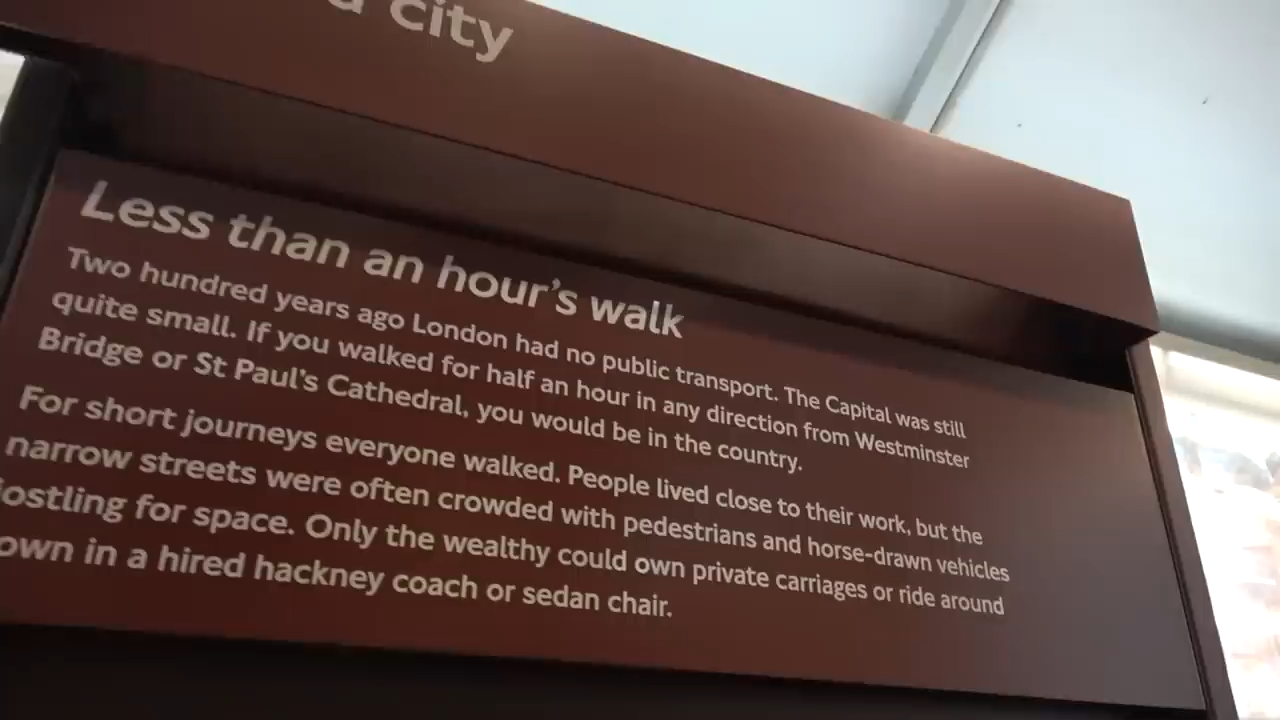 city
Less than an hour's walk
Two hundred years ago London had no public transport. The Capital was still
quite small. If you walked for half an hour in any direction from Westminster
Bridge or St Paul's Cathedral, you would be in the country.
For short journeys everyone walked. People lived close to their work, but the
narrow streets were often crowded with pedestrians and horse-drawn vehicles
jostling for space. Only the wealthy could own private carriages or ride around
own in a hired hackney coach or sedan chair.